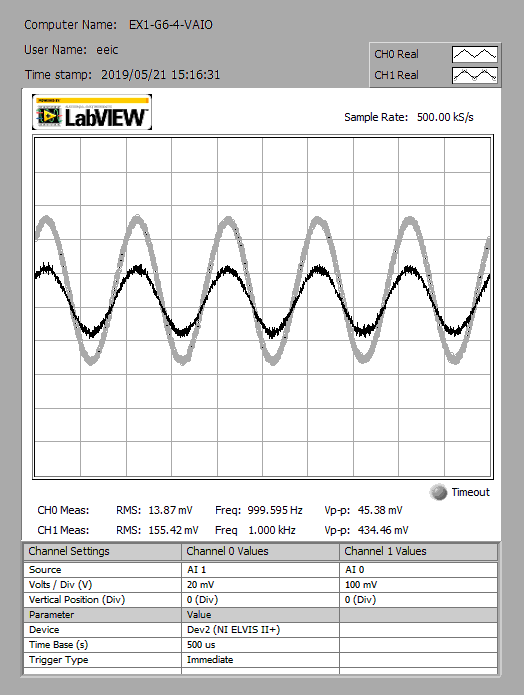 Computer Name: EX1-G6-4-VAIO
User Name: eeic
Time stamp: 2019/05/21 15:16:31
CH0 Real
CH1 Real
LabVIEW
Sample Rate: 500.00 kS/s
Timeout
CH0 Meas: RMS: 13.87 mV Freq: 999.595 Hz Vp-p: 45.38 mV
CH1 Meas: RMS: 155.42 mV Freq 1.000 kHz Vp-p: 434.46 mV
Channel Settings Channel 0 Values Channel 1 Values
Source AI 1 AI 0
Volts / Div (V) 20 mV 100 mV
Vertical Position (Div) 0 (Div) 0 (Div)
Parameter Value
Device Dev2 (NI ELVIS II+)
Time Base (s) 500 us
Trigger Type Immediate